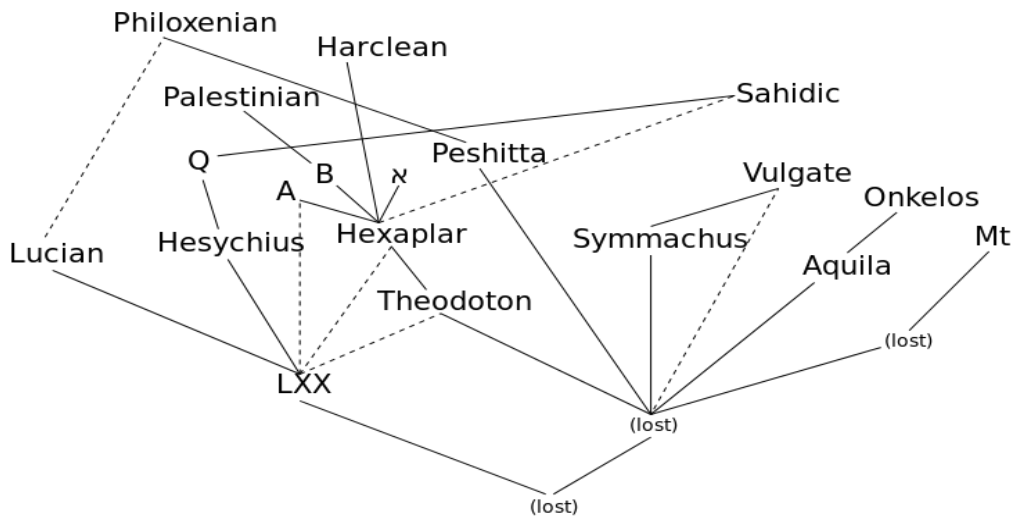 Philoxenian
Harclean
Palestinian
Sahidic
Q
Peshitta
B
א
Vulgate
A
Onkelos
Hesychius
Hexaplar
Symmachus
Mt
Lucian
Aquila
Theodoton
(lost)
LXX
(lost)
(lost)